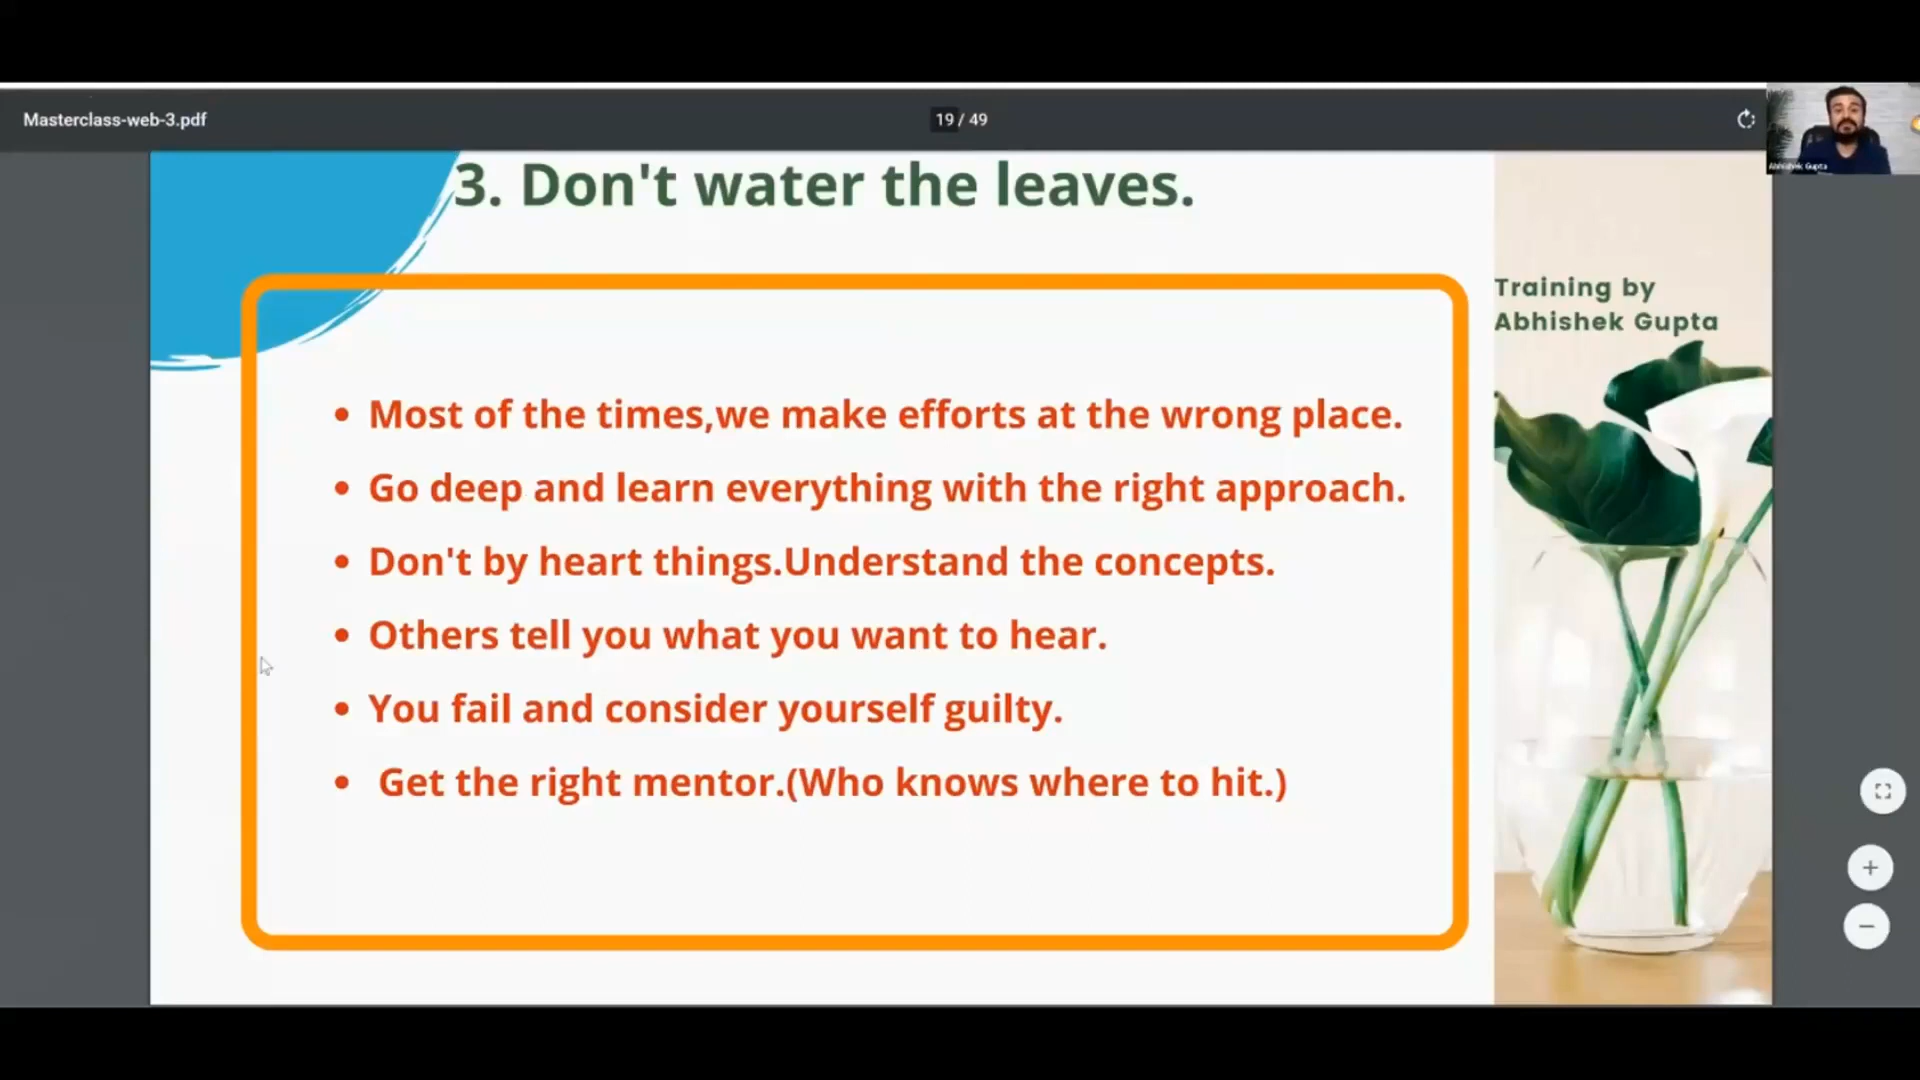 Masterclass-web-3.pdf
19 / 49
Abhishek Gupta
3. Don't water the leaves.
Training by
Abhishek Gupta
• Most of the times,we make efforts at the wrong place.
• Go deep and learn everything with the right approach.
• Don't by heart things.Understand the concepts.
• Others tell you what you want to hear.
• You fail and consider yourself guilty.
• Get the right mentor.(Who knows where to hit.)